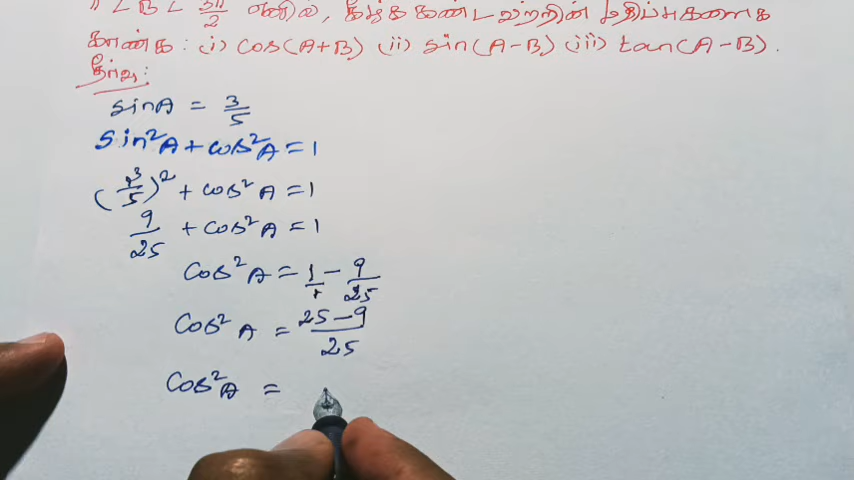 π < B < 3π/2 எனில், கீழ்க்கண்டவற்றின் மதிப்புகளைக்
காண்க : (i) cos(A+B) (ii) sin(A-B) (iii) tan(A-B).
தீர்வு:
sinA = 3/5
sin²A + cos²A = 1
(3/5)² + cos²A = 1
9/25 + cos²A = 1
cos²A = 1/1 - 9/25
cos²A = 25-9/25
cos²A =